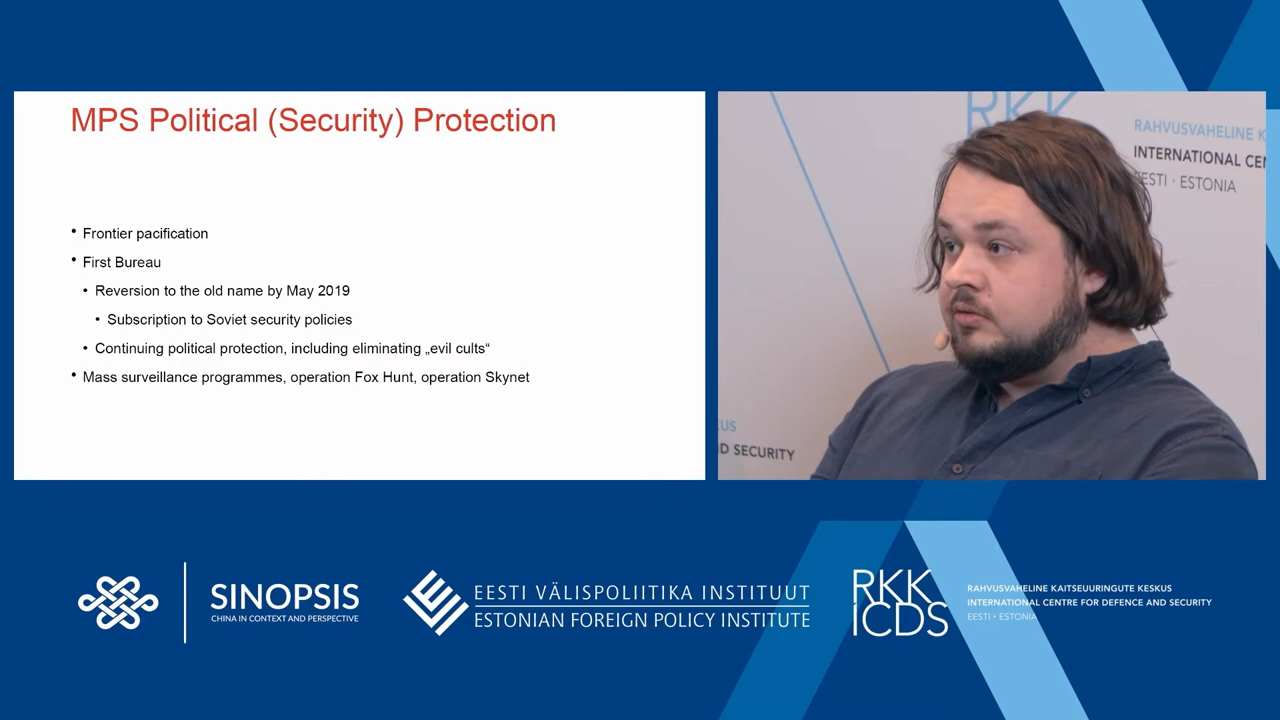 MPS Political (Security) Protection
• Frontier pacification
• First Bureau
• Reversion to the old name by May 2019
• Subscription to Soviet security policies
• Continuing political protection, including eliminating „evil cults“
• Mass surveillance programmes, operation Fox Hunt, operation Skynet
RKK
RAHVUSVAHELINE K
INTERNATIONAL CE
EESTI · ESTONIA
KUS
D SECURITY
SINOPSIS
CHINA IN CONTEXT AND PERSPECTIVE
EESTI VÄLISPOLIITIKA INSTITUUT
ESTONIAN FOREIGN POLICY INSTITUTE
RKK
ICDS
RAHVUSVAHELINE KAITSEUURINGUTE KESKUS
INTERNATIONAL CENTRE FOR DEFENCE AND SECURITY
EESTI · ESTONIA